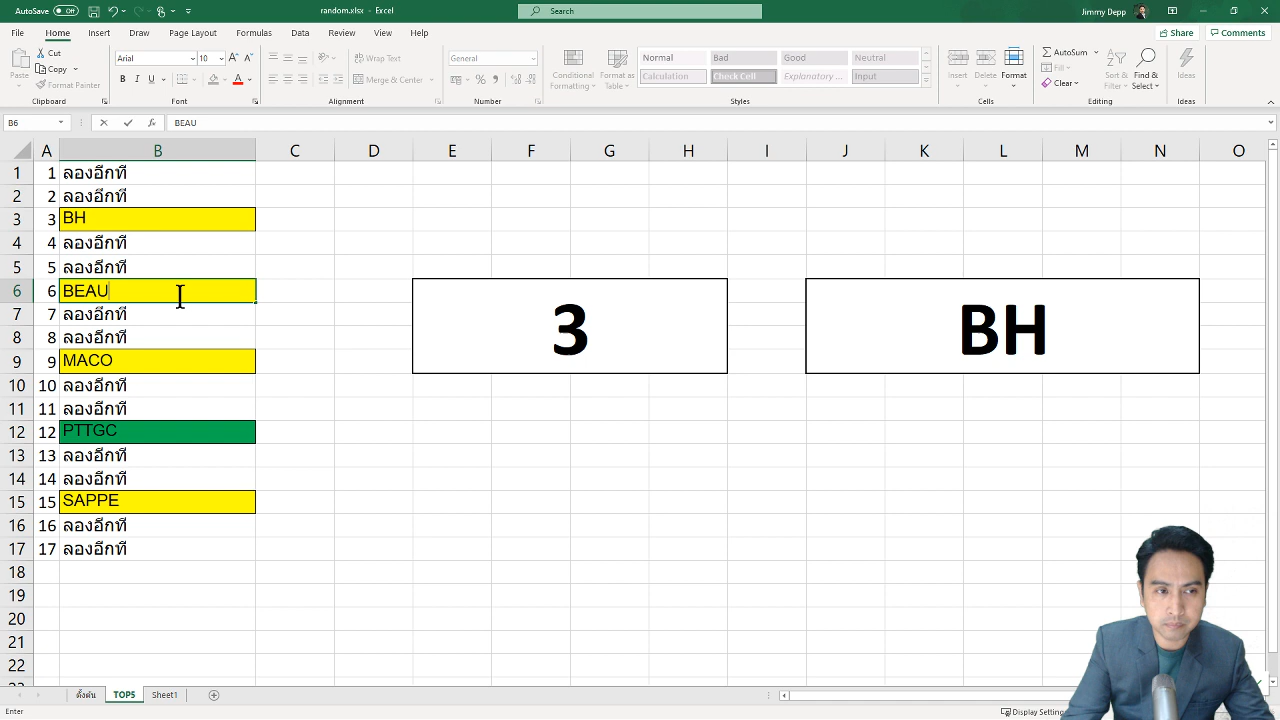 AutoSave Off random.xlsx - Excel Search Jimmy Depp
File Home Insert Draw Page Layout Formulas Data Review View Help Share Comments
Paste Cut Copy Format Painter Clipboard
Arial 10 B I U Font
Wrap Text Merge & Center Alignment
General Number
Conditional Formatting Format as Table
Normal Bad Good Neutral
Calculation Check Cell Explanatory ... Input
Styles
Insert Delete Format Cells
AutoSum Fill Clear Sort & Filter Find & Select Editing
Ideas Ideas
B6 fx BEAU
A B C D E F G H I J K L M N O
1 1 ลองอีกที
2 2 ลองอีกที
3 3 BH
4 4 ลองอีกที
5 5 ลองอีกที
6 6 BEAU
7 7 ลองอีกที
8 8 ลองอีกที
9 9 MACO
10 10 ลองอีกที
11 11 ลองอีกที
12 12 PTTGC
13 13 ลองอีกที
14 14 ลองอีกที
15 15 SAPPE
16 16 ลองอีกที
17 17 ลองอีกที
18
19
20
21
22
3 BH
ตั้งต้น TOP5 Sheet1
Enter Display Setting